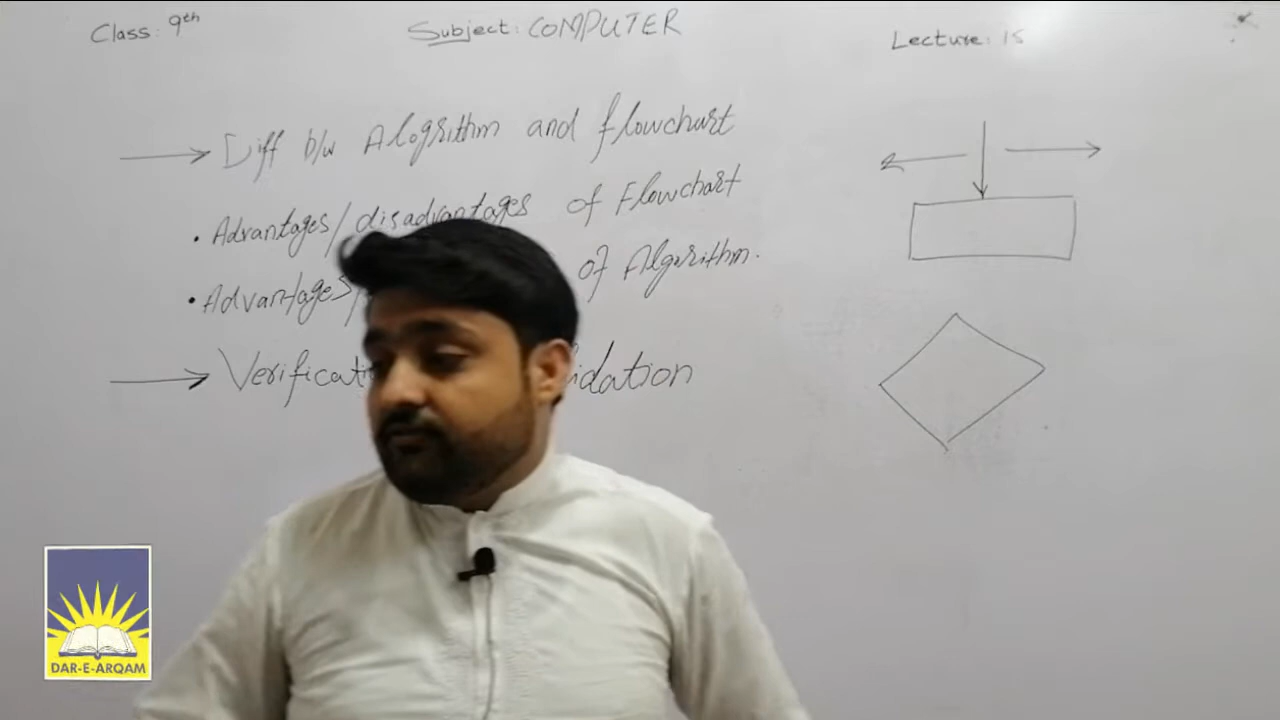 Class: 9th
Subject: COMPUTER
Lecture: 15
Diff b/w Alogrithm and flowchart
• Advantages/disadvantages of Flowchart
• Advantages/ of Algorithm.
Verificat idation
DAR-E-ARQAM